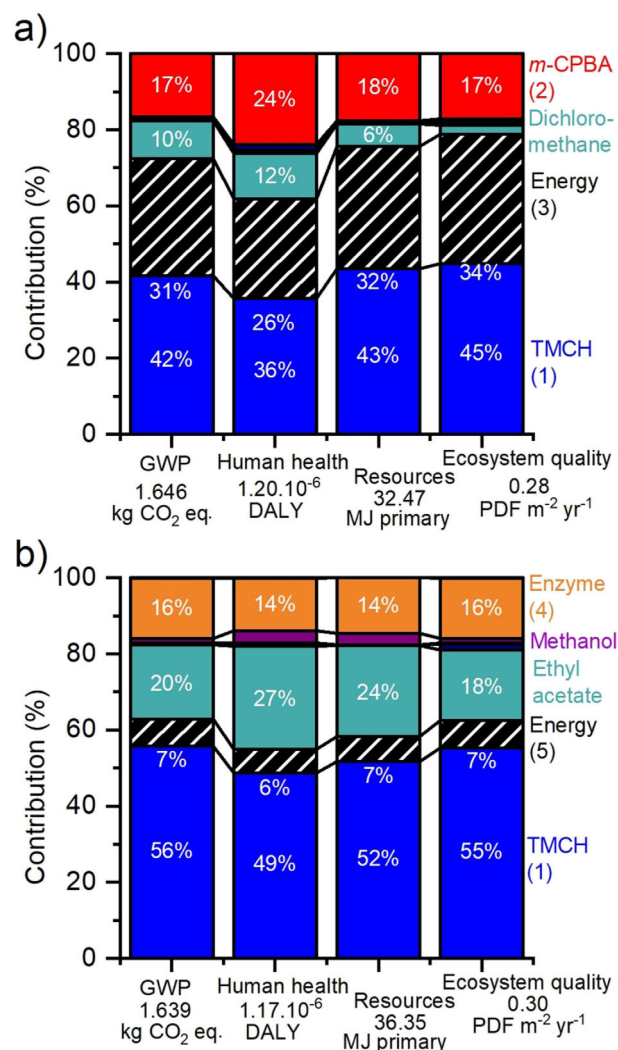 a)
Contribution (%)
100
80
60
40
20
0
17%
24%
18%
17%
10%
12%
6%
31%
26%
32%
34%
42%
36%
43%
45%
m-CPBA
(2)
Dichloro-
methane
Energy
(3)
TMCH
(1)
GWP
1.646
kg CO₂ eq.
Human health
1.20.10⁻⁶
DALY
Resources
32.47
MJ primary
Ecosystem quality
0.28
PDF m⁻² yr⁻¹
b)
Contribution (%)
100
80
60
40
20
0
16%
14%
14%
16%
20%
27%
24%
18%
7%
6%
7%
7%
56%
49%
52%
55%
Enzyme
(4)
Methanol
Ethyl
acetate
Energy
(5)
TMCH
(1)
GWP
1.639
kg CO₂ eq.
Human health
1.17.10⁻⁶
DALY
Resources
36.35
MJ primary
Ecosystem quality
0.30
PDF m⁻² yr⁻¹